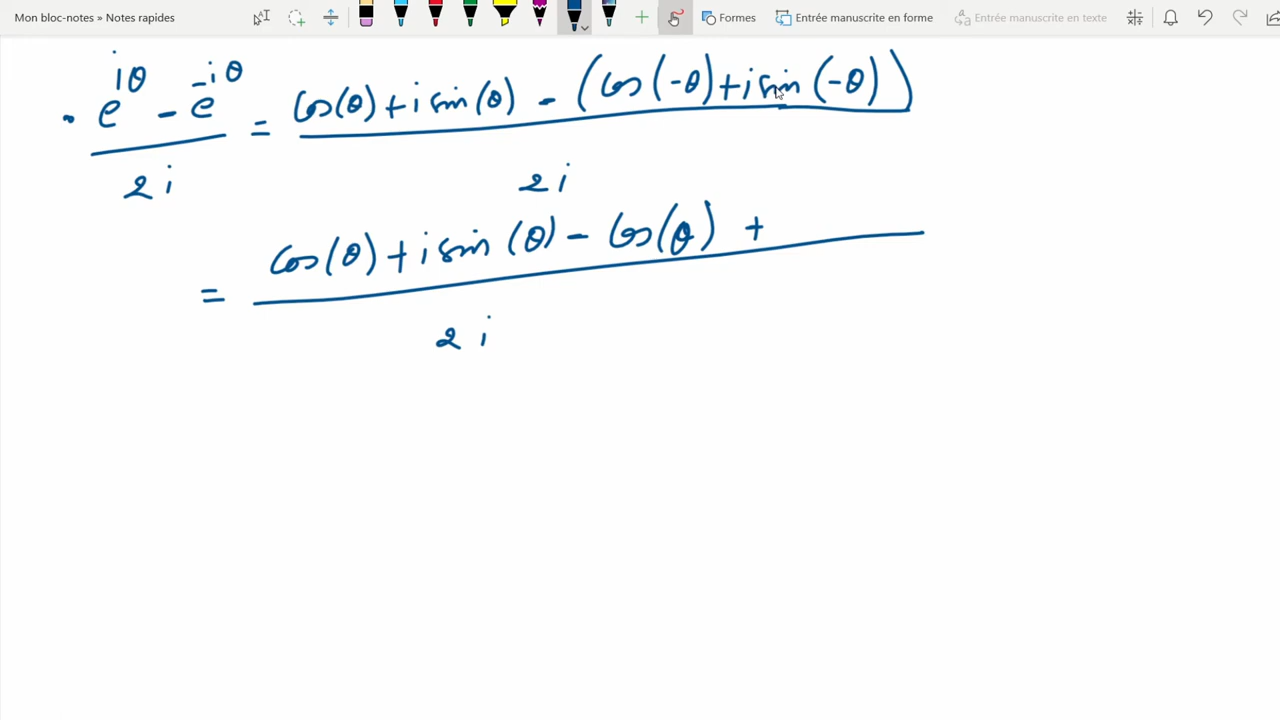 Mon bloc-notes » Notes rapides Formes Entrée manuscrite en forme Entrée manuscrite en texte
• e^{iθ} - e^{-iθ} / 2i = cos(θ) + i sin(θ) - (cos(-θ) + i sin(-θ)) / 2i
= cos(θ) + i sin(θ) - cos(θ) + / 2i